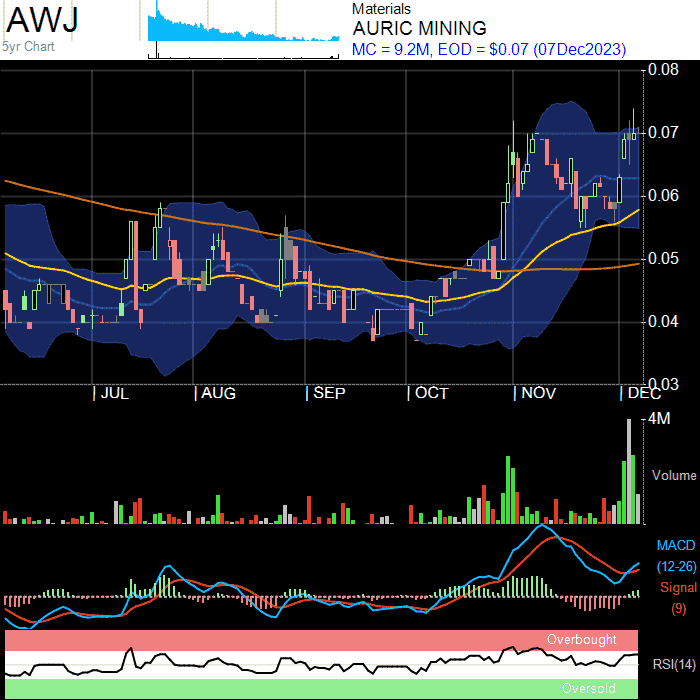 AWJ
5yr Chart
Materials
AURIC MINING
MC = 9.2M, EOD = $0.07 (07Dec2023)
0.08
0.07
0.06
0.05
0.04
0.03
JUL AUG SEP OCT NOV DEC
4M
Volume
MACD
(12-26)
Signal
(9)
Overbought
RSI(14)
Oversold